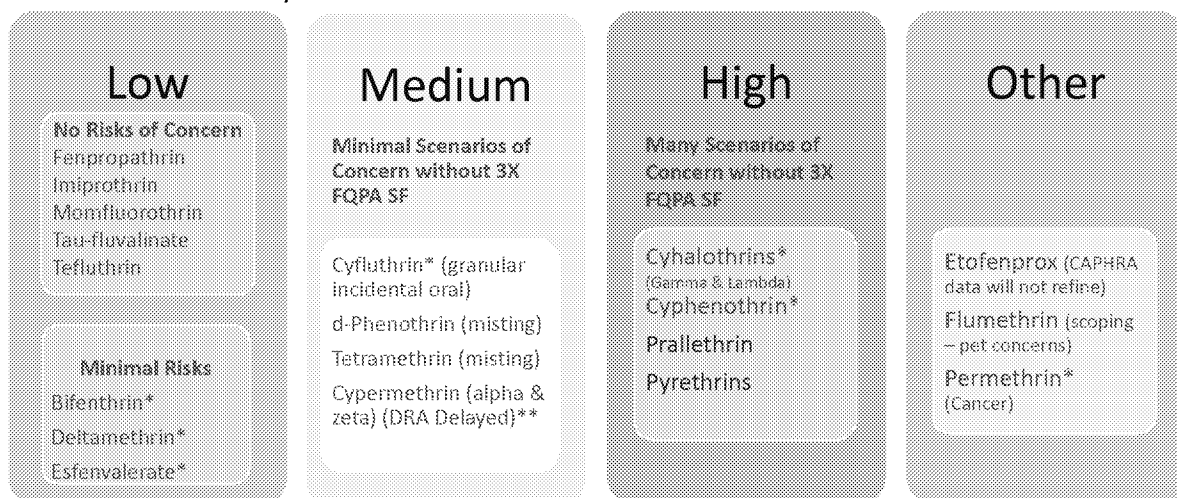 Low
No Risks of Concern
Fenpropathrin
Imiprothrin
Momfluorothrin
Tau-fluvalinate
Tefluthrin
Minimal Risks
Bifenthrin*
Deltamethrin*
Esfenvalerate*
Medium
Minimal Scenarios of
Concern without 3X
FQPA SF
Cyfluthrin* (granular
incidental oral)
d-Phenothrin (misting)
Tetramethrin (misting)
Cypermethrin (alpha &
zeta) (DRA Delayed)**
High
Many Scenarios of
Concern without 3X
FQPA SF
Cyhalothrins*
(Gamma & Lambda)
Cyphenothrin*
Prallethrin
Pyrethrins
Other
Etofenprox (CAPHRA
data will not refine)
Flumethrin (scoping
– pet concerns)
Permethrin*
(Cancer)